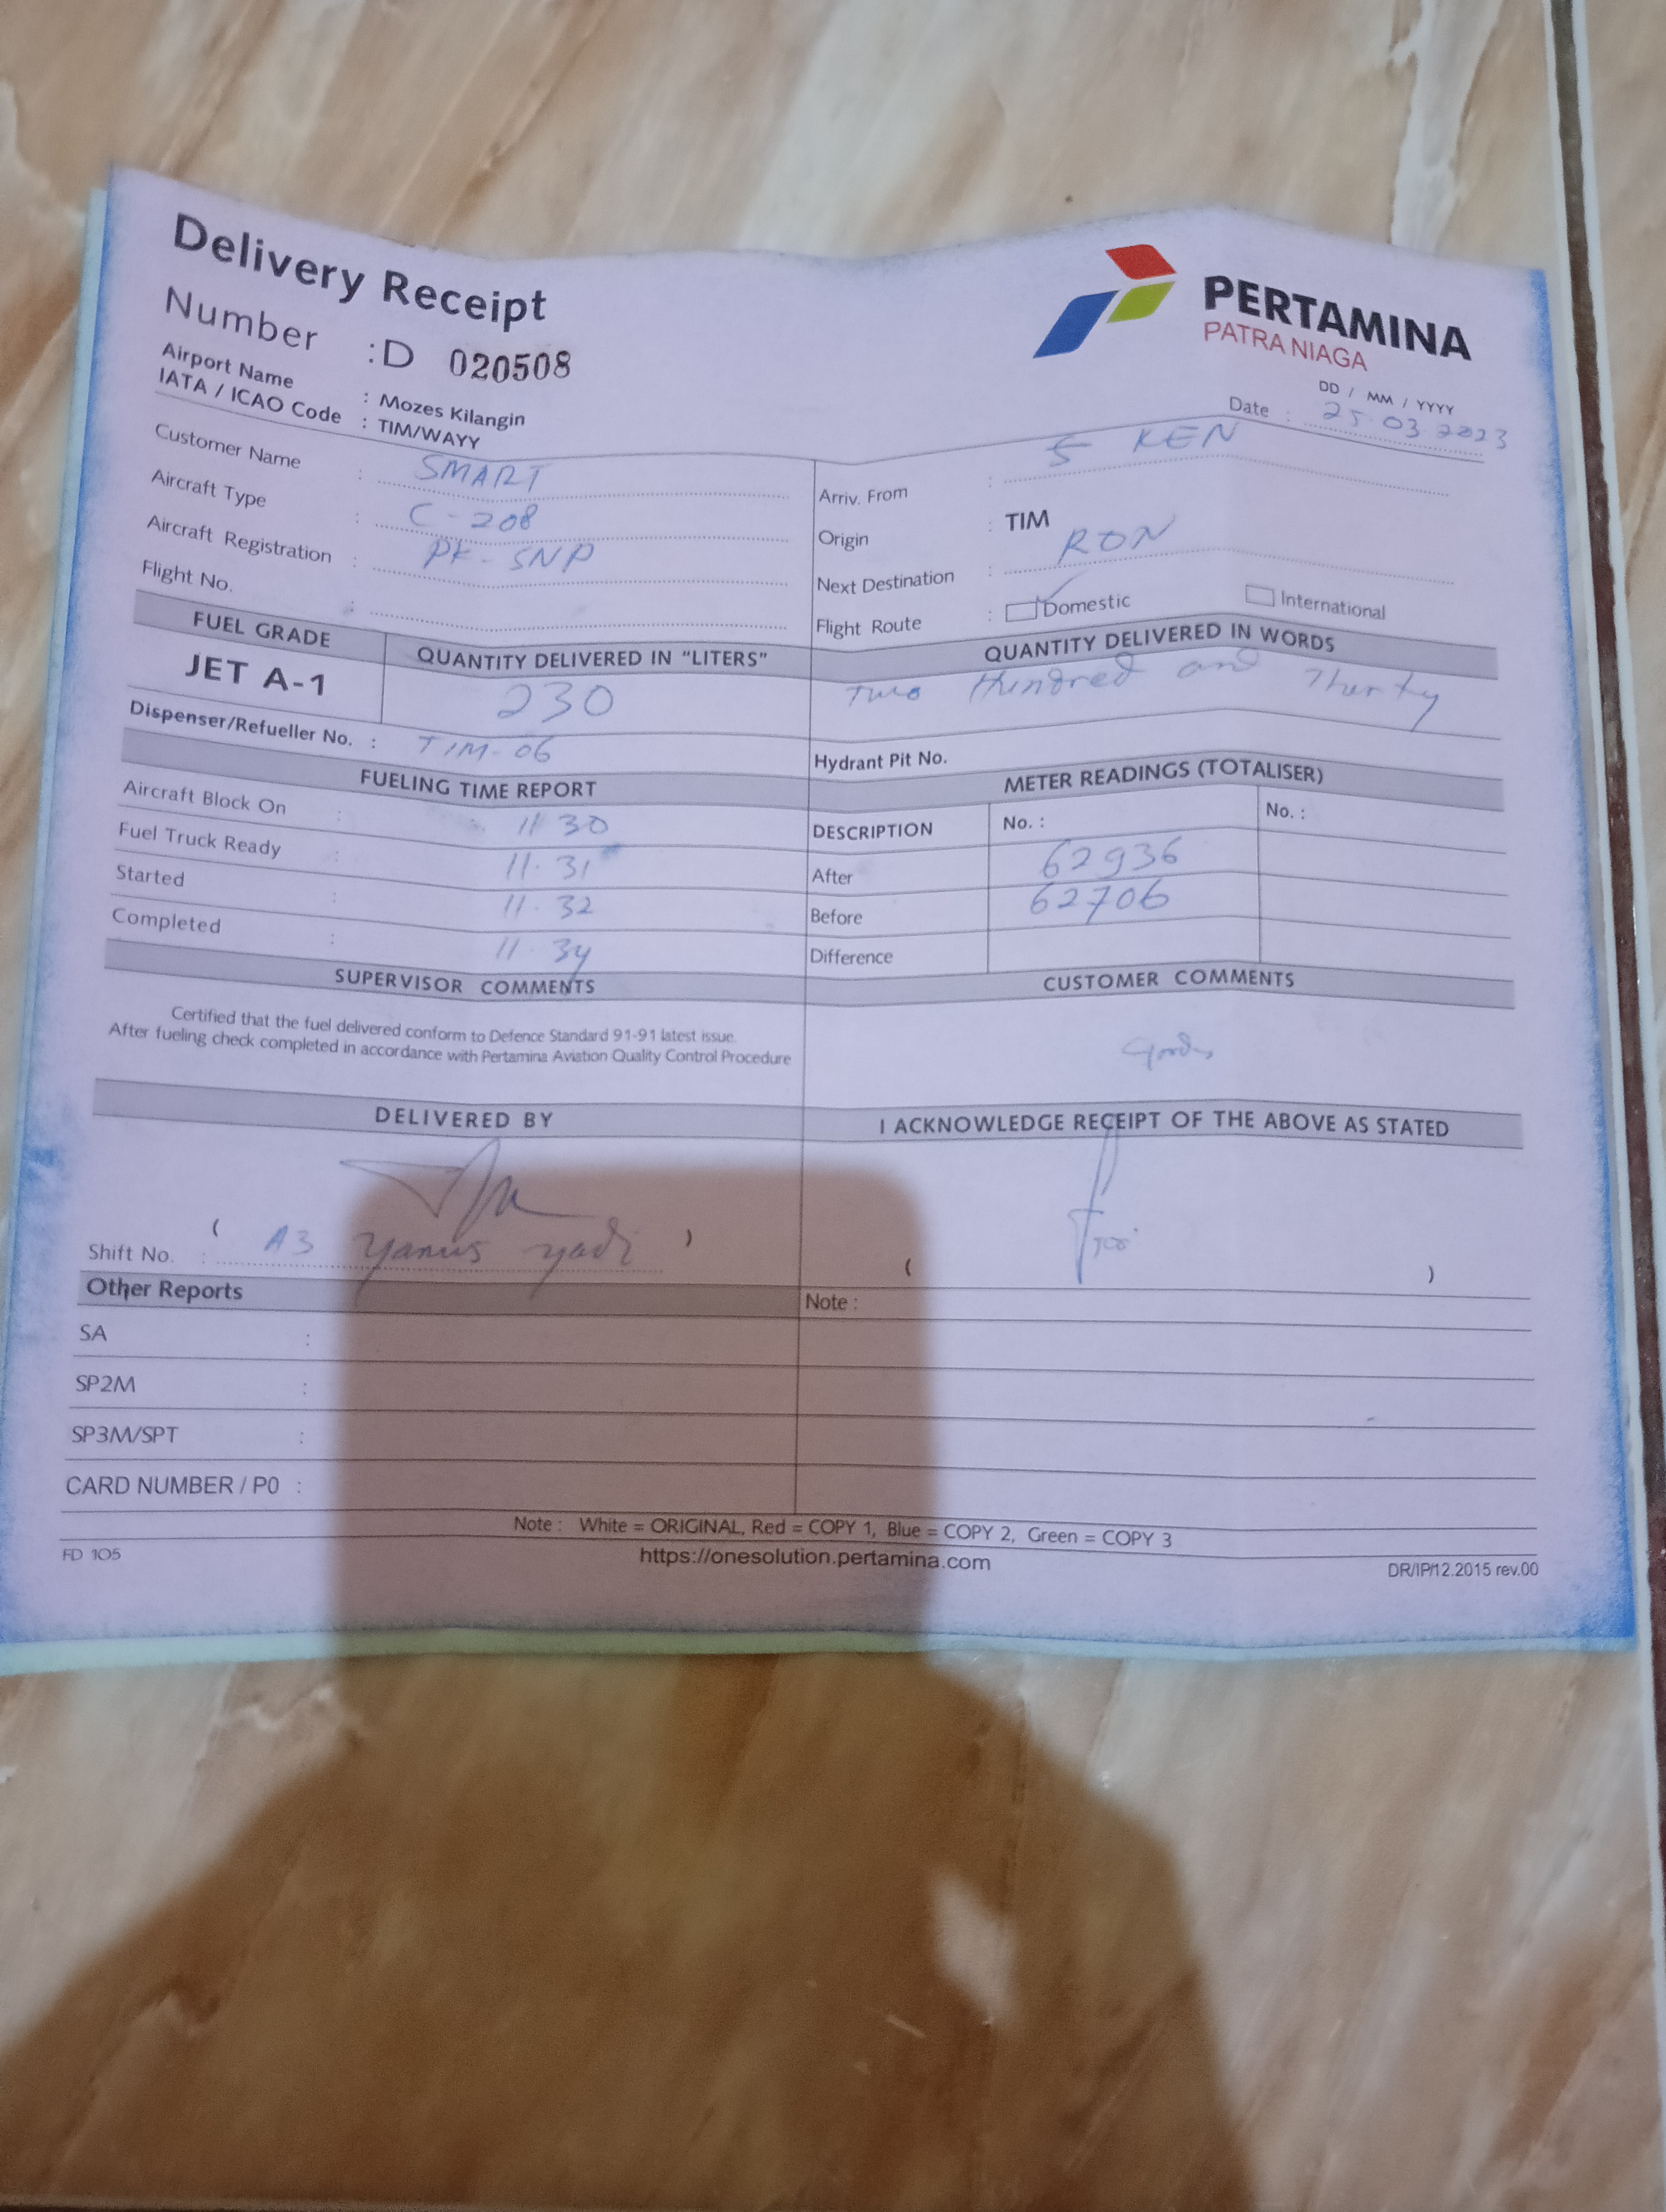 Delivery Receipt
PERTAMINA
PATRA NIAGA
Number : D 020508
Airport Name : Mozes Kilangin
IATA / ICAO Code : TIM/WAYY
DD / MM / YYYY
Date : 25-03 2023
Customer Name : SMART
Aircraft Type : C-208
Aircraft Registration : PK-SNP
Flight No. :
Arriv. From : KEN
Origin : TIM
Next Destination : RON
Flight Route : Domestic International
FUEL GRADE QUANTITY DELIVERED IN "LITERS" QUANTITY DELIVERED IN WORDS
JET A-1 230 Two Hundred and Thirty
Dispenser/Refueller No. : TIM-06 Hydrant Pit No.
FUELING TIME REPORT METER READINGS (TOTALISER)
Aircraft Block On : 11 30
Fuel Truck Ready : 11.31
Started : 11.32
Completed : 11.34
DESCRIPTION No. : No. :
After 62936
Before 62706
Difference
SUPERVISOR COMMENTS CUSTOMER COMMENTS
Certified that the fuel delivered conform to Defence Standard 91-91 latest issue.
After fueling check completed in accordance with Pertamina Aviation Quality Control Procedure
DELIVERED BY I ACKNOWLEDGE RECEIPT OF THE ABOVE AS STATED
Shift No. : ( A3 Yanus Yadi ) ( )
Other Reports Note :
SA :
SP2M :
SP3M/SPT :
CARD NUMBER / P0 :
Note : White = ORIGINAL, Red = COPY 1, Blue = COPY 2, Green = COPY 3
FD 105 https://onesolution.pertamina.com DR/IP/12.2015 rev.00